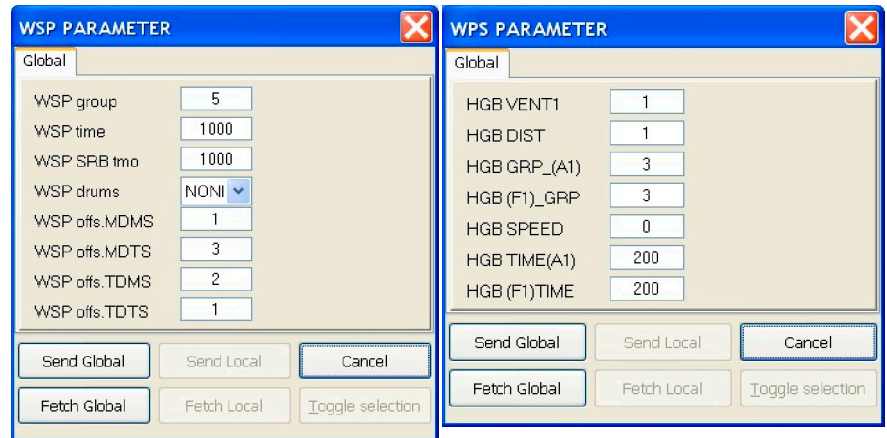 WSP PARAMETER
Global
WSP group 5
WSP time 1000
WSP SRB tmo 1000
WSP drums NONI
WSP offs.MDMS 1
WSP offs.MDTS 3
WSP offs.TDMS 2
WSP offs.TDTS 1
Send Global Send Local Cancel
Fetch Global Fetch Local Toggle selection
WPS PARAMETER
Global
HGB VENT1 1
HGB DIST 1
HGB GRP_(A1) 3
HGB (F1)_GRP 3
HGB SPEED 0
HGB TIME(A1) 200
HGB (F1)TIME 200
Send Global Send Local Cancel
Fetch Global Fetch Local Toggle selection